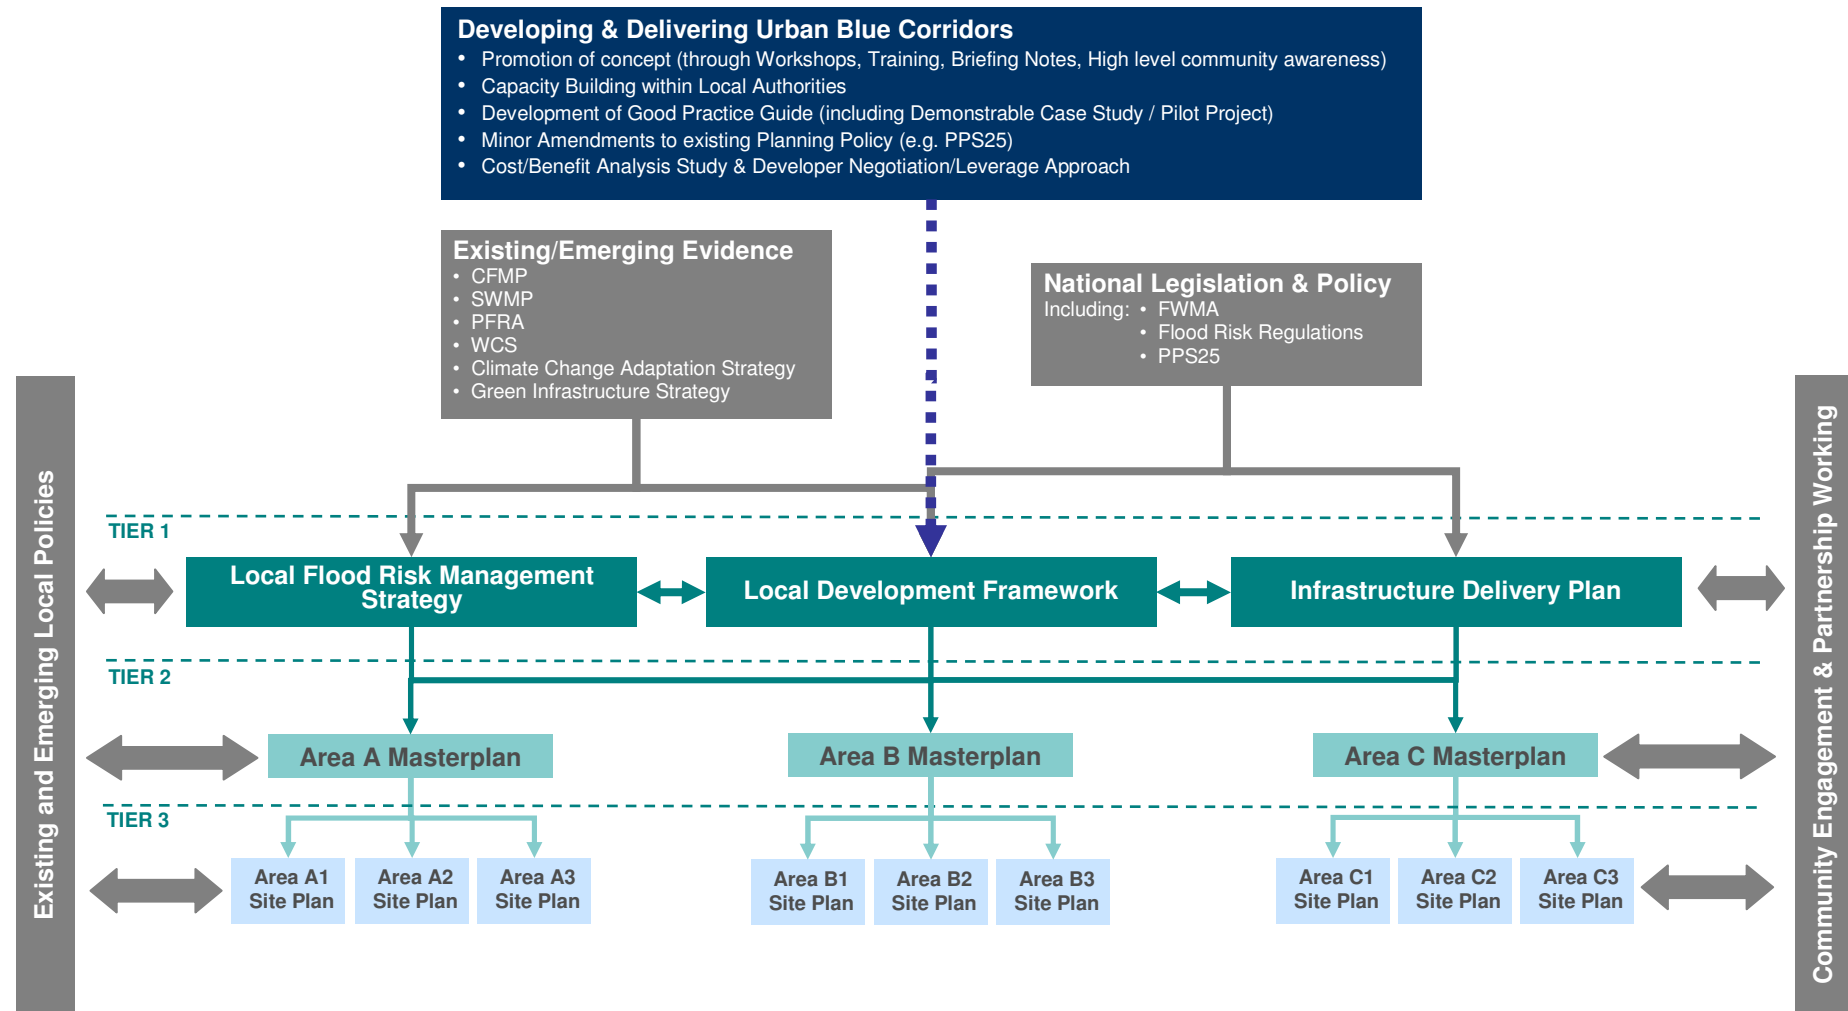 Developing & Delivering Urban Blue Corridors
• Promotion of concept (through Workshops, Training, Briefing Notes, High level community awareness)
• Capacity Building within Local Authorities
• Development of Good Practice Guide (including Demonstrable Case Study / Pilot Project)
• Minor Amendments to existing Planning Policy (e.g. PPS25)
• Cost/Benefit Analysis Study & Developer Negotiation/Leverage Approach
Existing/Emerging Evidence
• CFMP
• SWMP
• PFRA
• WCS
• Climate Change Adaptation Strategy
• Green Infrastructure Strategy
National Legislation & Policy
Including: • FWMA
• Flood Risk Regulations
• PPS25
Existing and Emerging Local Policies
Community Engagement & Partnership Working
TIER 1
Local Flood Risk Management
Strategy
Local Development Framework
Infrastructure Delivery Plan
TIER 2
Area A Masterplan
Area B Masterplan
Area C Masterplan
TIER 3
Area A1
Site Plan
Area A2
Site Plan
Area A3
Site Plan
Area B1
Site Plan
Area B2
Site Plan
Area B3
Site Plan
Area C1
Site Plan
Area C2
Site Plan
Area C3
Site Plan